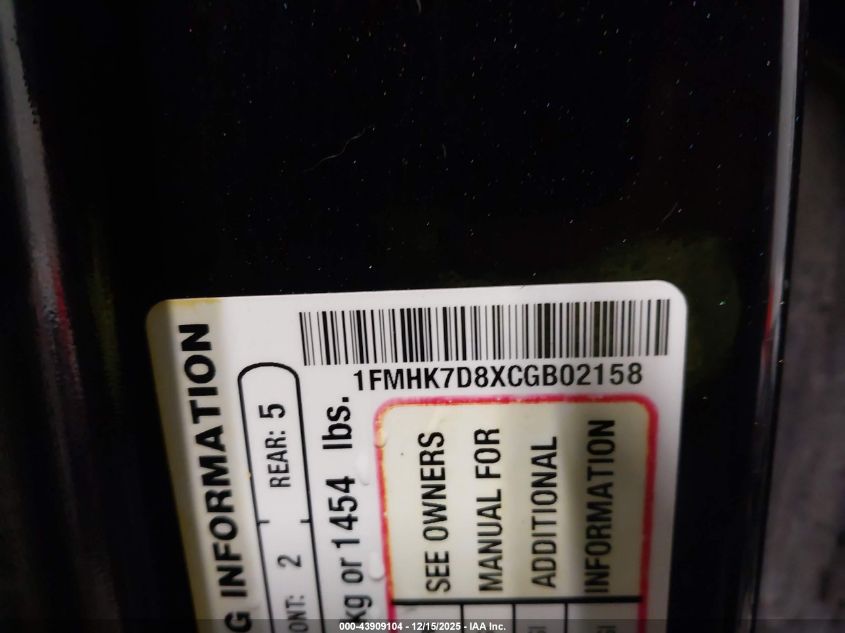 1FMHK7D8XCGB02158
G INFORMATION
ONT: 2 REAR: 5
kg or 1454 lbs.
SEE OWNERS
MANUAL FOR
ADDITIONAL
INFORMATION
000-43909104 - 12/15/2025 - IAA Inc.